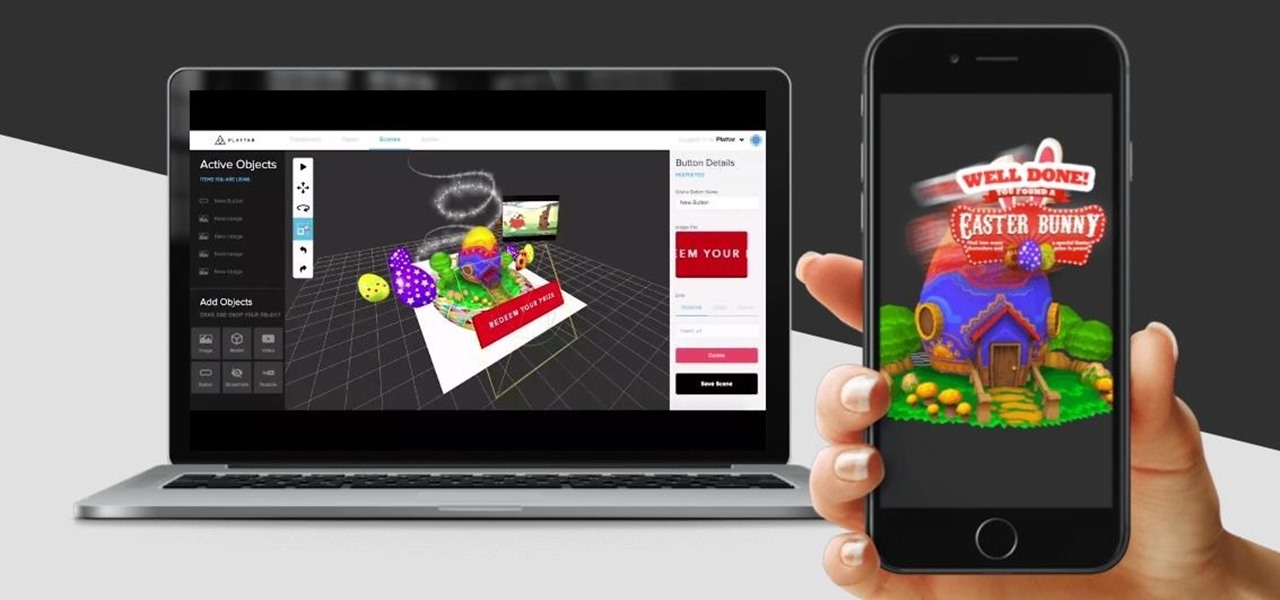 PLATTAR
Scenes
Plattar
Active Objects
ITEMS YOU ARE USING
New Button
New Image
New Image
New Image
New Image
Add Objects
DRAG AND DROP YOUR OBJECT
Image
Model
Video
Button
REDEEM YOUR PRIZE
Button Details
PROPERTIES
Scene Button Name
New Button
Image File
EEM YOUR
Link
Delete
Save Scene
WELL DONE!
YOU FOUND A
EASTER BUNNY